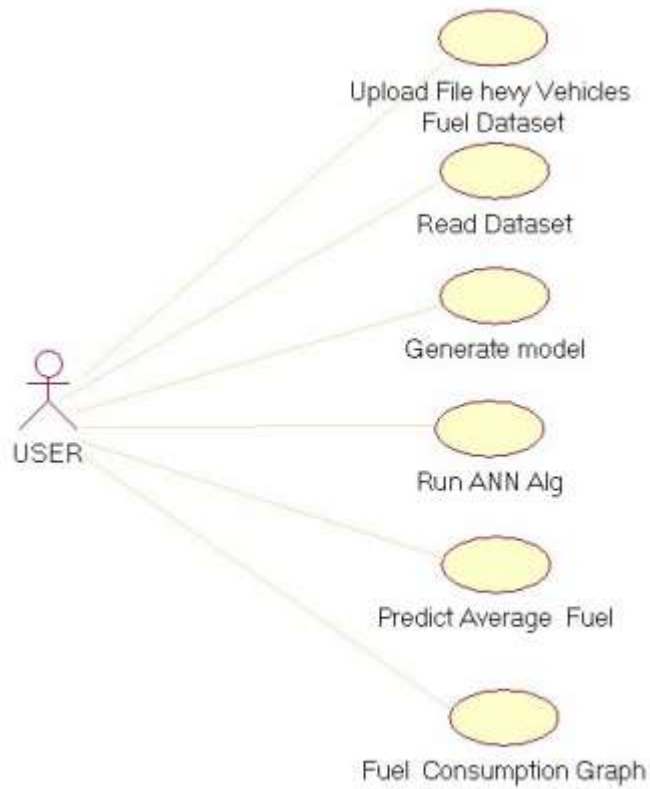 Upload File hevy Vehicles
Fuel Dataset
Read Dataset
Generate model
USER
Run ANN Alg
Predict Average Fuel
Fuel Consumption Graph